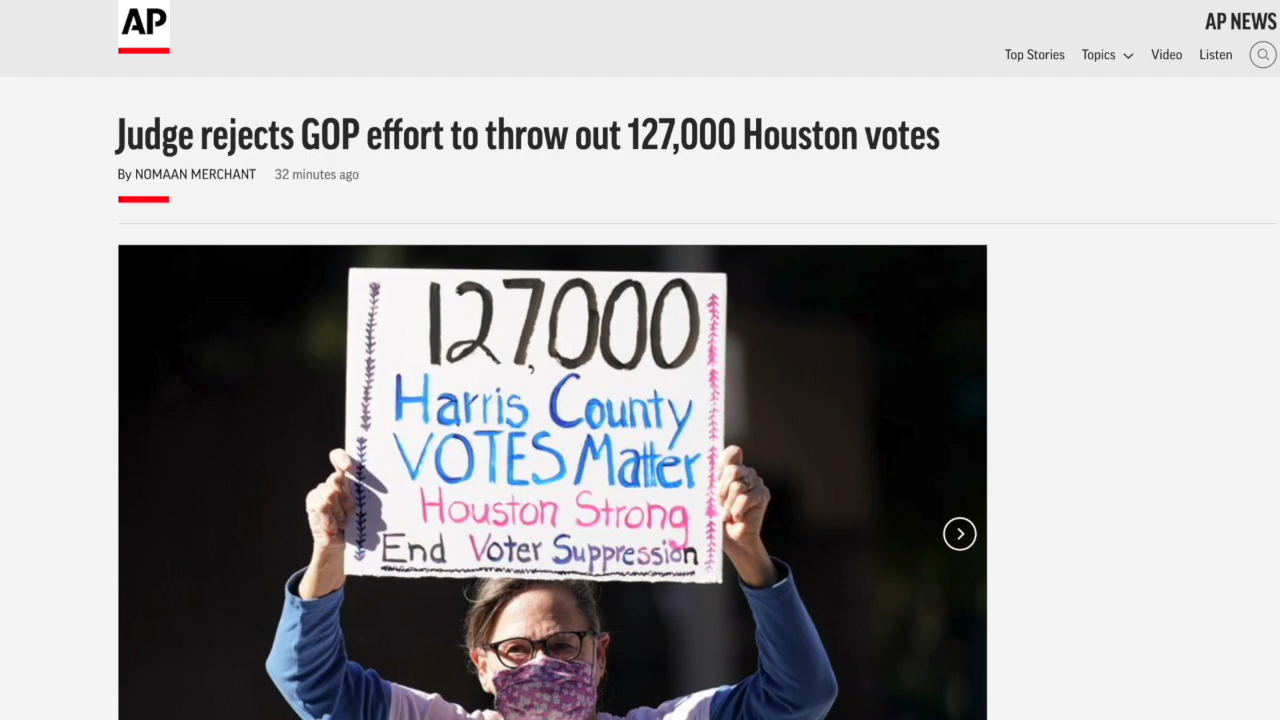 AP
AP NEWS
Top Stories Topics Video Listen
Judge rejects GOP effort to throw out 127,000 Houston votes
By NOMAAN MERCHANT 32 minutes ago
127,000
Harris County
VOTES Matter
Houston Strong
End Voter Suppression